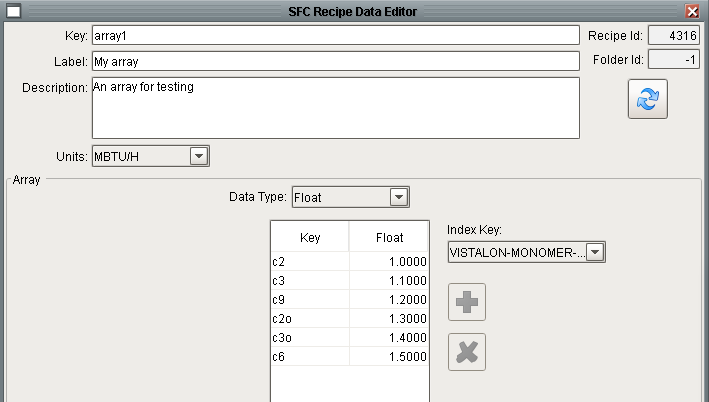 SFC Recipe Data Editor
Key: array1 Recipe Id: 4316
Label: My array Folder Id: -1
Description: An array for testing
Units: MBTU/H
Array
Data Type: Float
Key Float Index Key:
VISTALON-MONOMER-...
c2 1.0000
c3 1.1000
c9 1.2000
c2o 1.3000
c3o 1.4000
c6 1.5000